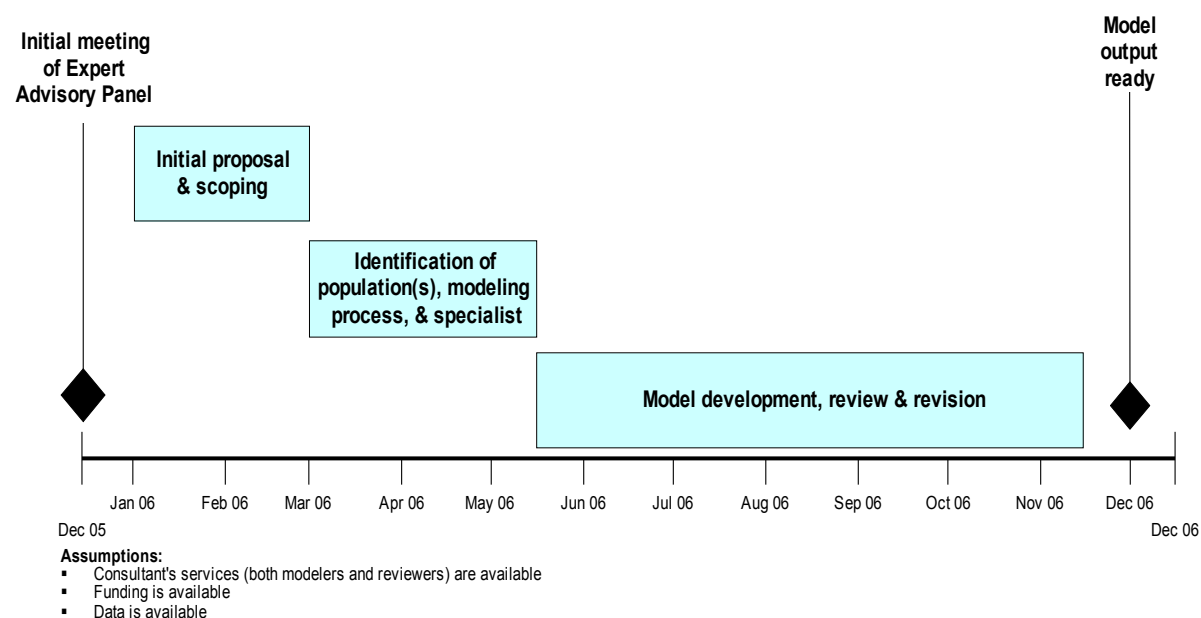 Initial meeting
of Expert
Advisory Panel
Model
output
ready
Initial proposal
& scoping
Identification of
population(s), modeling
process, & specialist
Model development, review & revision
Jan 06 Feb 06 Mar 06 Apr 06 May 06 Jun 06 Jul 06 Aug 06 Sep 06 Oct 06 Nov 06 Dec 06
Dec 05 Dec 06
Assumptions:
▪ Consultant's services (both modelers and reviewers) are available
▪ Funding is available
▪ Data is available